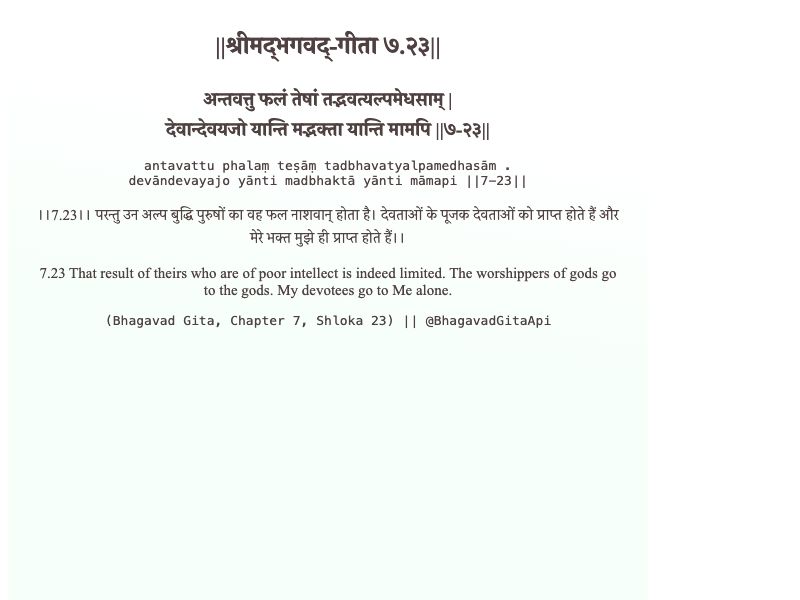 ||श्रीमद्‍भगवद्‍-गीता ७.२३||
अन्तवत्तु फलं तेषां तद्भवत्यल्पमेधसाम् |
देवान्देवयजो यान्ति मद्भक्ता यान्ति मामपि ||७-२३||
antavattu phalaṃ teṣāṃ tadbhavatyalpamedhasām .
devāndevayajo yānti madbhaktā yānti māmapi ||7-23||
।।7.23।। परन्तु उन अल्प बुद्धि पुरुषों का वह फल नाशवान् होता है। देवताओं के पूजक देवताओं को प्राप्त होते हैं और
मेरे भक्त मुझे ही प्राप्त होते हैं।।
7.23 That result of theirs who are of poor intellect is indeed limited. The worshippers of gods go
to the gods. My devotees go to Me alone.
(Bhagavad Gita, Chapter 7, Shloka 23) || @BhagavadGitaApi